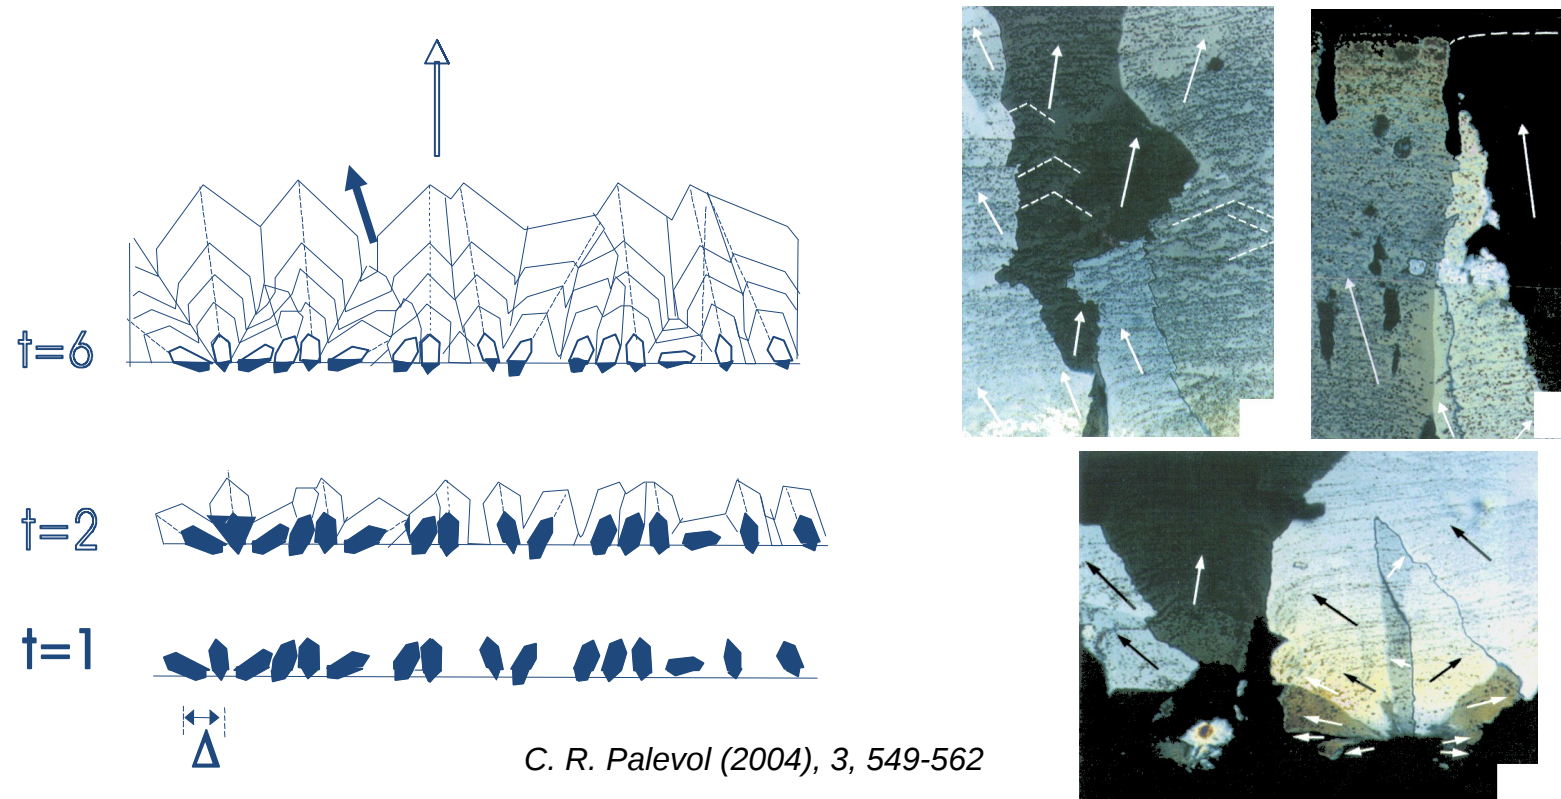 t=6
t=2
t=1
Δ
C. R. Palevol (2004), 3, 549-562